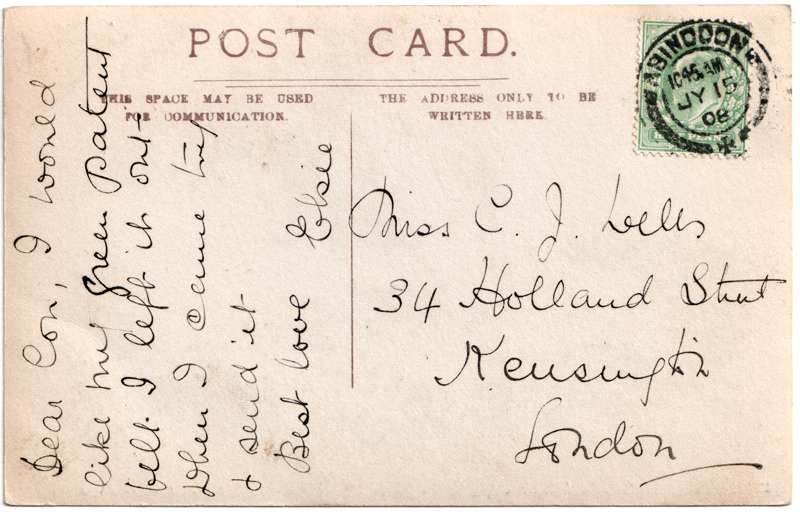 POST CARD.
THIS SPACE MAY BE USED
FOR COMMUNICATION.
THE ADDRESS ONLY TO BE
WRITTEN HERE.
ABINGDON
10.45 AM
JY 15
08
Dear Con, I would
like my green patent
belt. I left it out
when I came
& send it
Best love Elsie
Miss C. J. Wells
34 Holland Street
Kensington
London